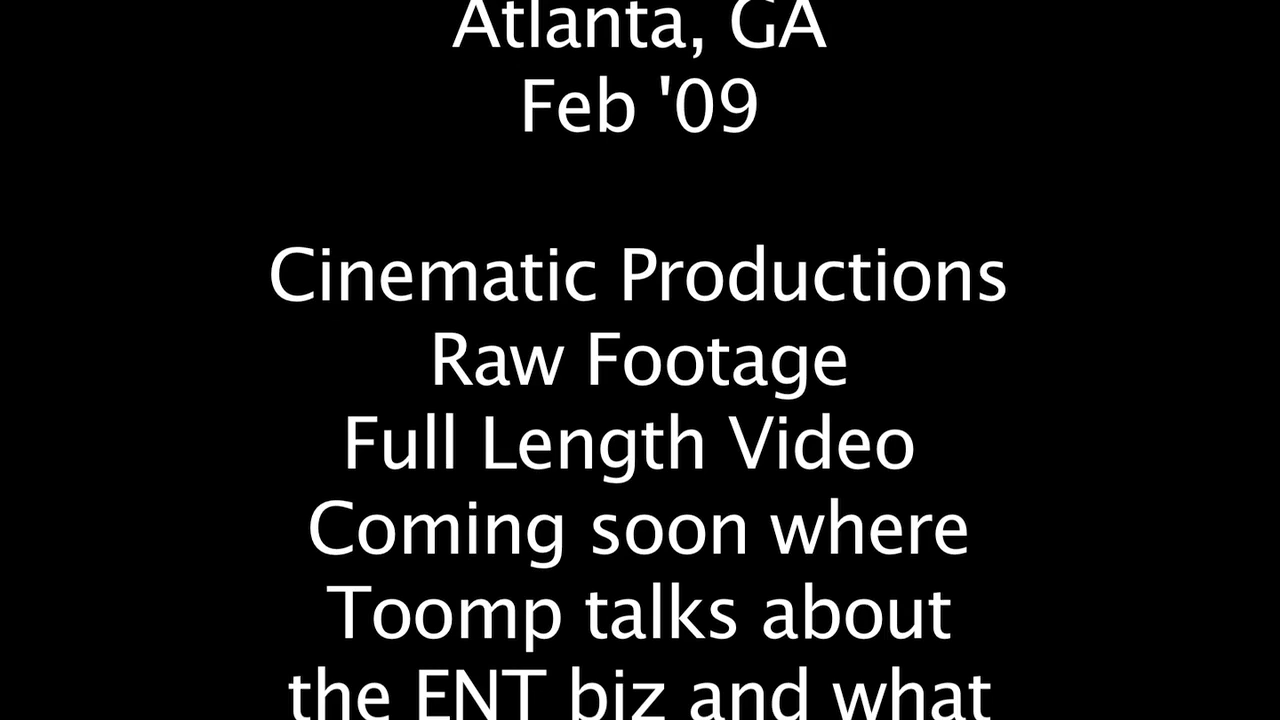 Atlanta, GA
Feb '09
Cinematic Productions
Raw Footage
Full Length Video
Coming soon where
Toomp talks about
the ENT biz and what